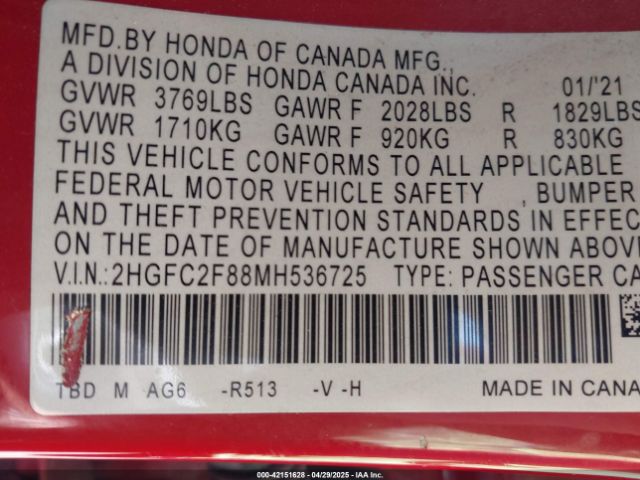 MFD.BY HONDA OF CANADA MFG.,
A DIVISION OF HONDA CANADA INC. 01/'21
GVWR 3769LBS GAWR F 2028LBS R 1829LBS
GVWR 1710KG GAWR F 920KG R 830KG
THIS VEHICLE CONFORMS TO ALL APPLICABLE
FEDERAL MOTOR VEHICLE SAFETY , BUMPER
AND THEFT PREVENTION STANDARDS IN EFFEC
ON THE DATE OF MANUFACTURE SHOWN ABOV
V.I.N.:2HGFC2F88MH536725 TYPE: PASSENGER CA
TBD M AG6 -R513 -V -H MADE IN CANA
000-42151628 - 04/29/2025 - IAA Inc.